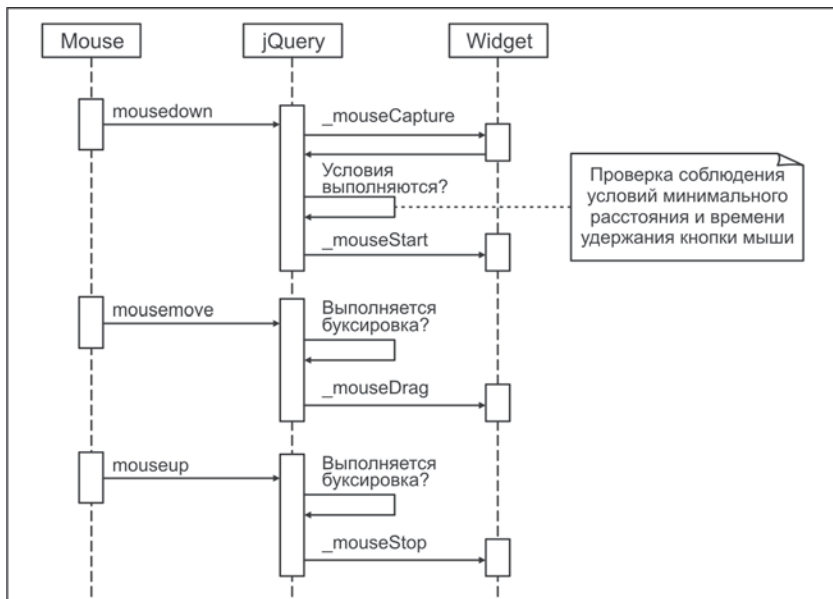 Mouse
jQuery
Widget
mousedown
_mouseCapture
Условия
выполняются?
Проверка соблюдения
условий минимального
расстояния и времени
удержания кнопки мыши
_mouseStart
mousemove
Выполняется
буксировка?
_mouseDrag
mouseup
Выполняется
буксировка?
_mouseStop